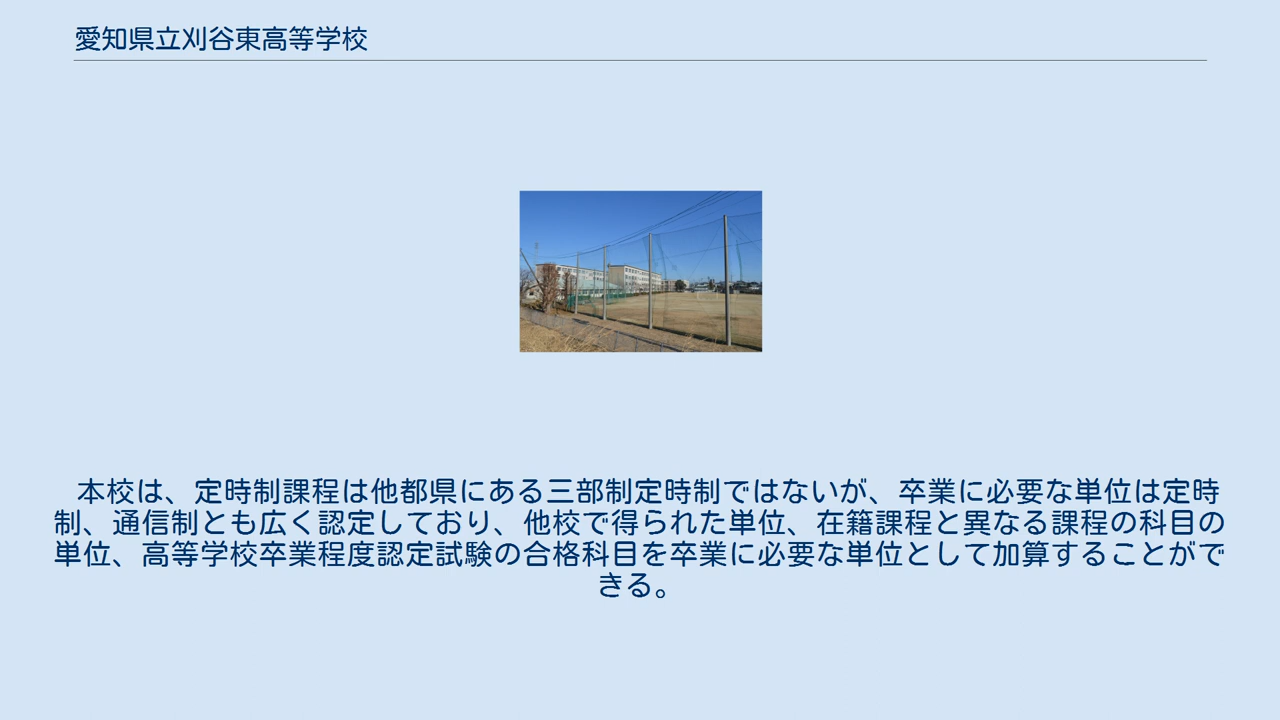 愛知県立刈谷東高等学校
本校は、定時制課程は他都県にある三部制定時制ではないが、卒業に必要な単位は定時
制、通信制とも広く認定しており、他校で得られた単位、在籍課程と異なる課程の科目の
単位、高等学校卒業程度認定試験の合格科目を卒業に必要な単位として加算することがで
きる。